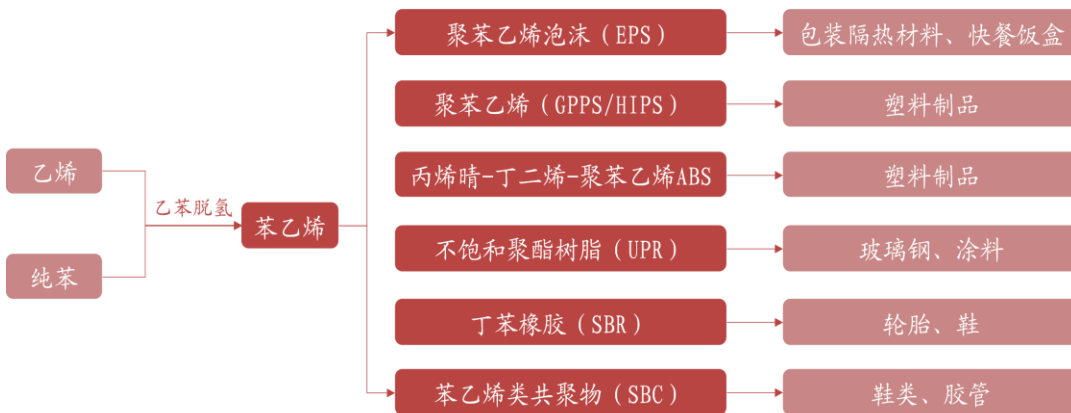 乙烯
纯苯
乙苯脱氢
苯乙烯
聚苯乙烯泡沫（EPS）
包装隔热材料、快餐饭盒
聚苯乙烯（GPPS/HIPS）
塑料制品
丙烯晴-丁二烯-聚苯乙烯ABS
塑料制品
不饱和聚酯树脂（UPR）
玻璃钢、涂料
丁苯橡胶（SBR）
轮胎、鞋
苯乙烯类共聚物（SBC）
鞋类、胶管